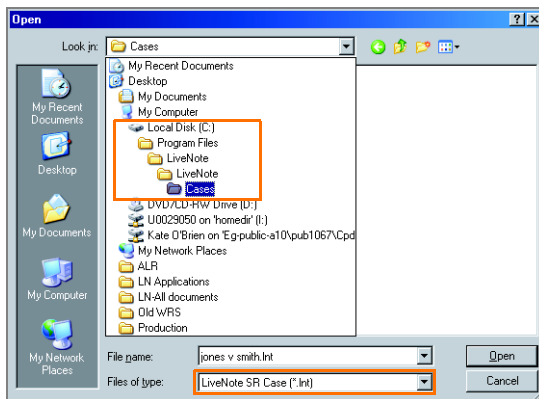 Open
Look in: Cases
My Recent Documents
Desktop
My Documents
My Computer
Local Disk (C:)
Program Files
LiveNote
LiveNote
Cases
DVD/CD-RW Drive (D:)
U0029050 on 'homedir' (I:)
Kate O'Brien on 'Eg-public-a10\pub1067\Cpd
My Network Places
ALR
LN Applications
LN-All documents
Old WRS
Production
My Recent
Documents
Desktop
My Documents
My Computer
My Network
Places
File name: jones v smith.lnt Open
Files of type: LiveNote SR Case (*.lnt) Cancel